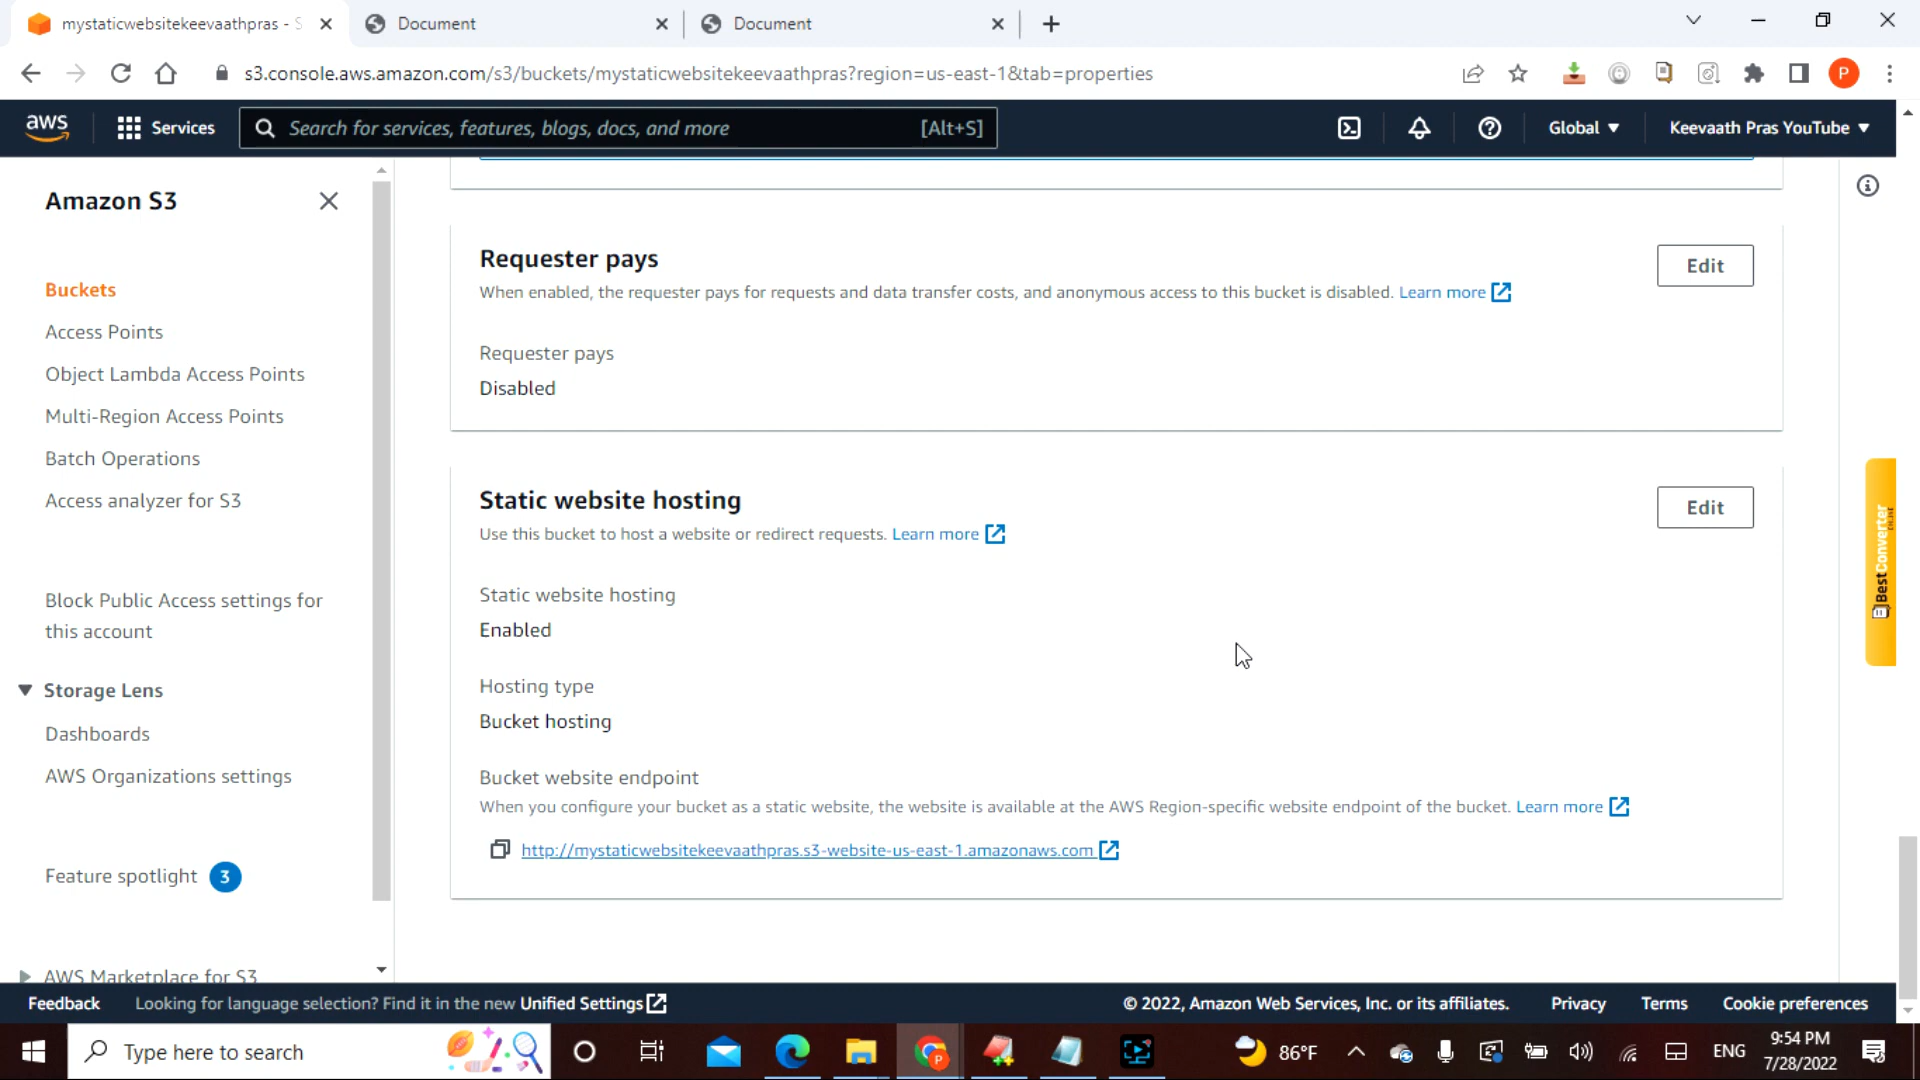 mystaticwebsitekeevaathpras - S
Document
Document
s3.console.aws.amazon.com/s3/buckets/mystaticwebsitekeevaathpras?region=us-east-1&tab=properties
P
aws
Services
Search for services, features, blogs, docs, and more
[Alt+S]
Global
Keevaath Pras YouTube
Amazon S3
Buckets
Access Points
Object Lambda Access Points
Multi-Region Access Points
Batch Operations
Access analyzer for S3
Block Public Access settings for
this account
Storage Lens
Dashboards
AWS Organizations settings
Feature spotlight 3
AWS Marketplace for S3
Requester pays
Edit
When enabled, the requester pays for requests and data transfer costs, and anonymous access to this bucket is disabled. Learn more
Requester pays
Disabled
Static website hosting
Edit
Use this bucket to host a website or redirect requests. Learn more
Static website hosting
Enabled
Hosting type
Bucket hosting
Bucket website endpoint
When you configure your bucket as a static website, the website is available at the AWS Region-specific website endpoint of the bucket. Learn more
http://mystaticwebsitekeevaathpras.s3-website-us-east-1.amazonaws.com
BestConverter
Feedback
Looking for language selection? Find it in the new Unified Settings
© 2022, Amazon Web Services, Inc. or its affiliates.
Privacy
Terms
Cookie preferences
Type here to search
86°F
ENG
9:54 PM
7/28/2022